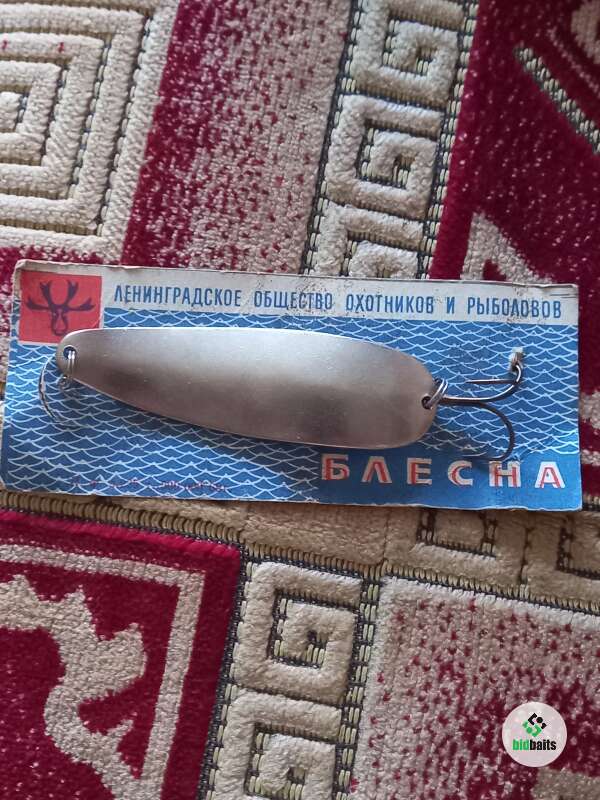 ЛЕНИНГРАДСКОЕ ОБЩЕСТВО ОХОТНИКОВ И РЫБОЛОВОВ
БЛЕСНА
bidbaits